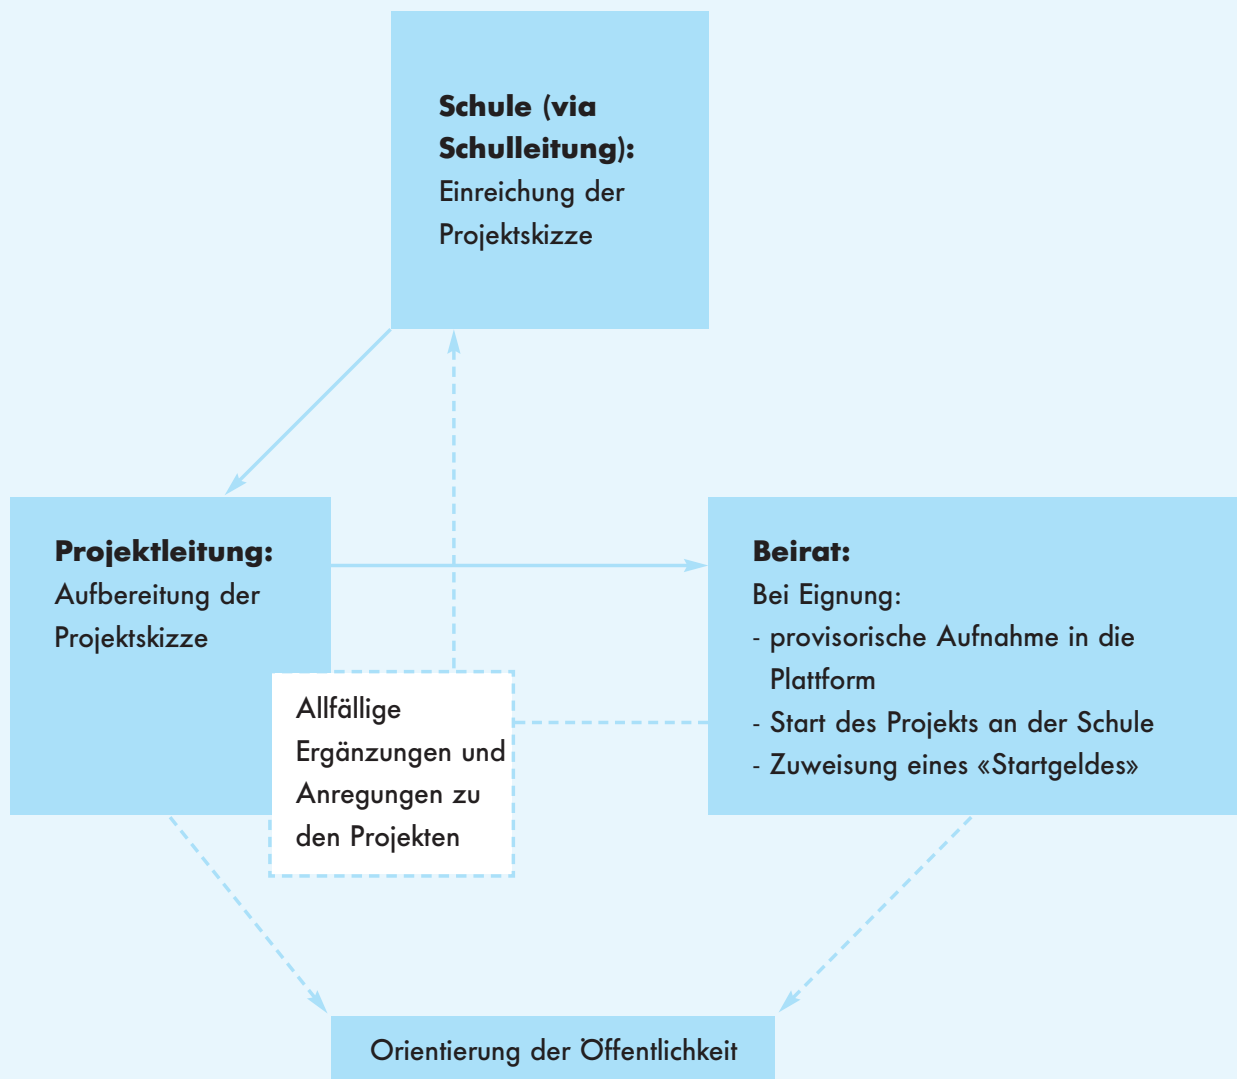 Schule (via
Schulleitung):
Einreichung der
Projektskizze
Projektleitung:
Aufbereitung der
Projektskizze
Beirat:
Bei Eignung:
- provisorische Aufnahme in die
Plattform
- Start des Projekts an der Schule
- Zuweisung eines «Startgeldes»
Allfällige
Ergänzungen und
Anregungen zu
den Projekten
Orientierung der Öffentlichkeit